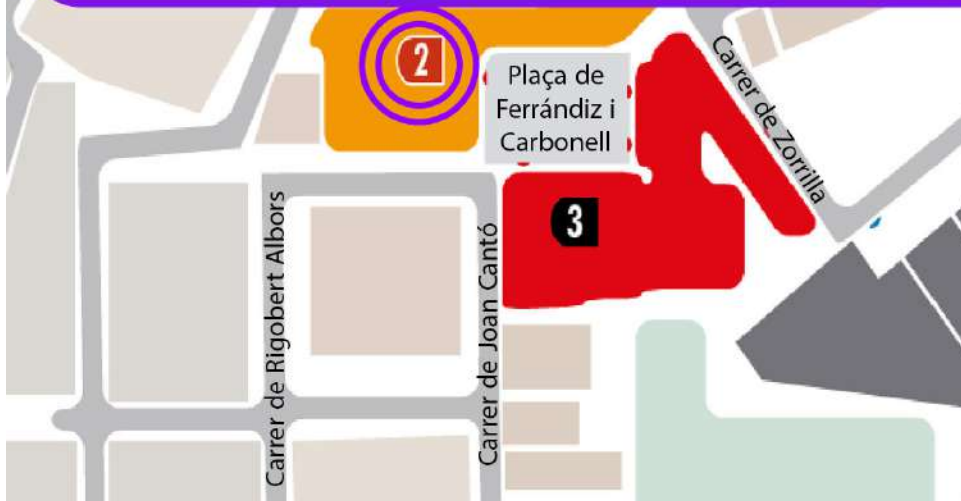 2
Plaça de
Ferrándiz i
Carbonell
Carrer de Zorrilla
3
Carrer de Rigobert Albors
Carrer de Joan Cantó